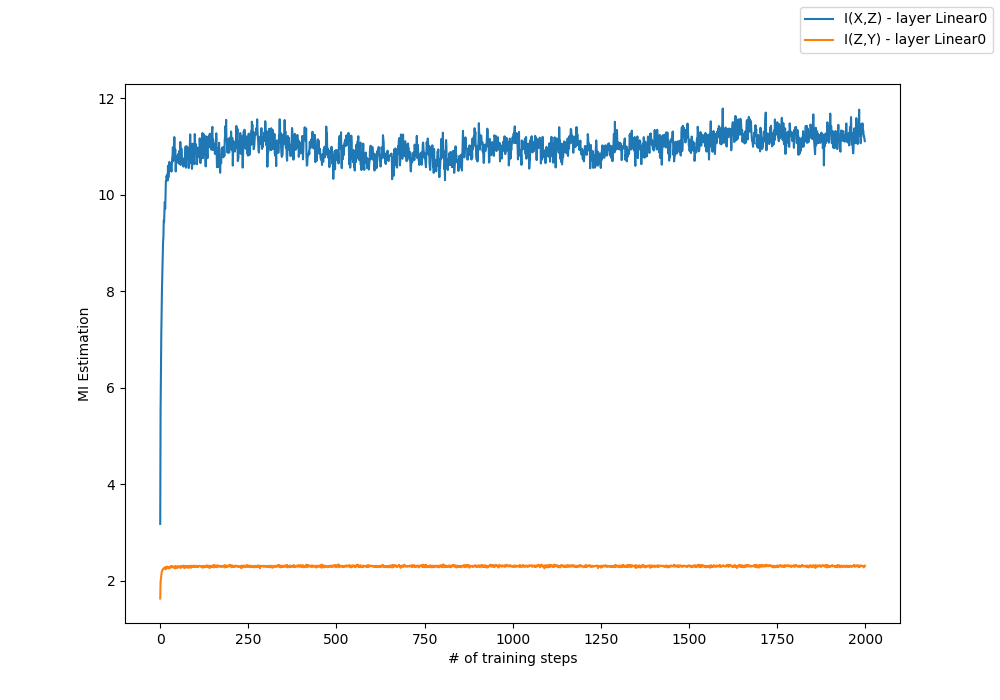 I(X,Z) - layer Linear0
I(Z,Y) - layer Linear0
12
10
8
6
4
2
MI Estimation
0 250 500 750 1000 1250 1500 1750 2000
# of training steps